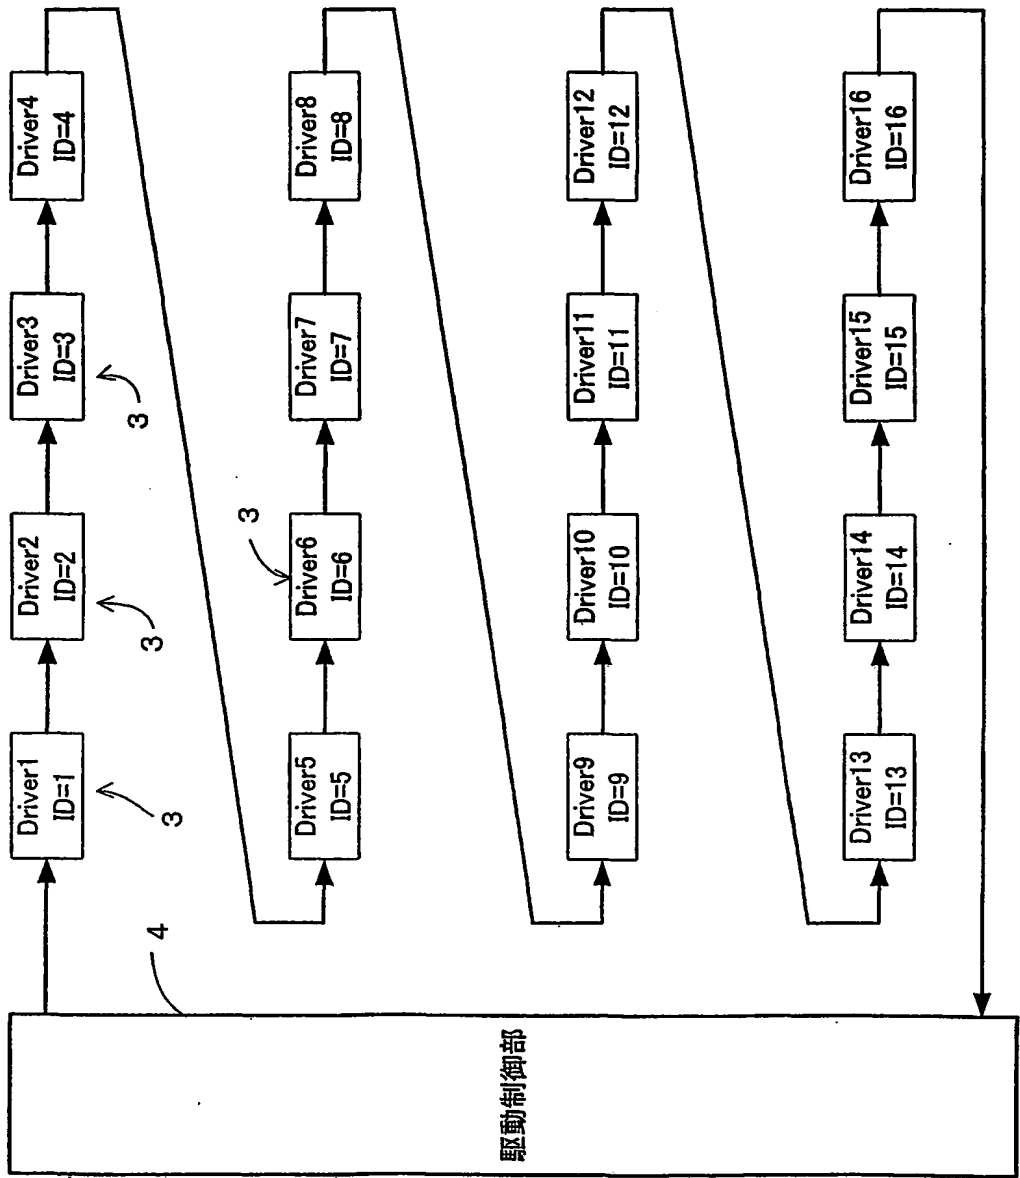 駆動制御部
4
Driver1
ID=1
3
Driver2
ID=2
3
Driver3
ID=3
3
Driver4
ID=4
Driver5
ID=5
Driver6
ID=6
3
Driver7
ID=7
Driver8
ID=8
Driver9
ID=9
Driver10
ID=10
Driver11
ID=11
Driver12
ID=12
Driver13
ID=13
Driver14
ID=14
Driver15
ID=15
Driver16
ID=16